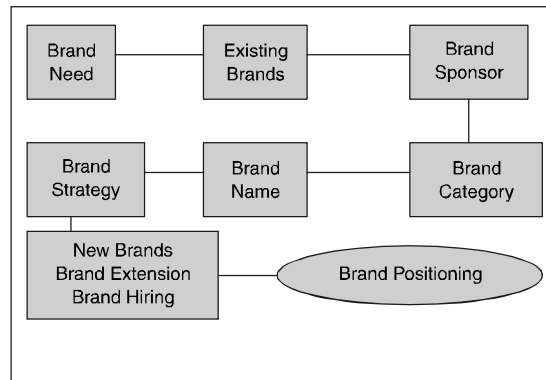 Brand
Need
Existing
Brands
Brand
Sponsor
Brand
Strategy
Brand
Name
Brand
Category
New Brands
Brand Extension
Brand Hiring
Brand Positioning